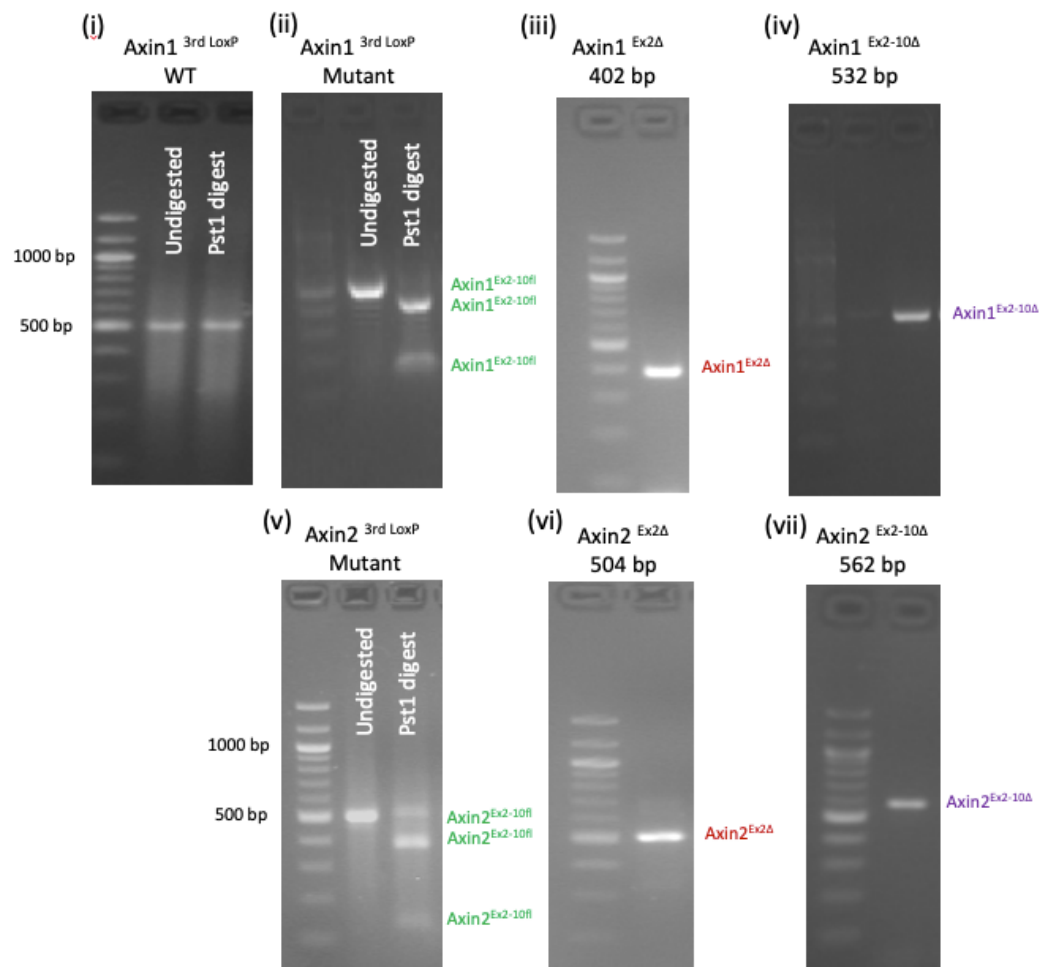 (i)
Axin1 3rd LoxP
WT
(ii)
Axin1 3rd LoxP
Mutant
(iii)
Axin1 Ex2Δ
402 bp
(iv)
Axin1 Ex2-10Δ
532 bp
Undigested
Pst1 digest
1000 bp
500 bp
Undigested
Pst1 digest
Axin1Ex2-10fl
Axin1Ex2-10fl
Axin1Ex2-10fl
Axin1Ex2Δ
Axin1Ex2-10Δ
(v)
Axin2 3rd LoxP
Mutant
(vi)
Axin2 Ex2Δ
504 bp
(vii)
Axin2 Ex2-10Δ
562 bp
Undigested
Pst1 digest
1000 bp
500 bp
Axin2Ex2-10fl
Axin2Ex2-10fl
Axin2Ex2-10fl
Axin2Ex2Δ
Axin2Ex2-10Δ